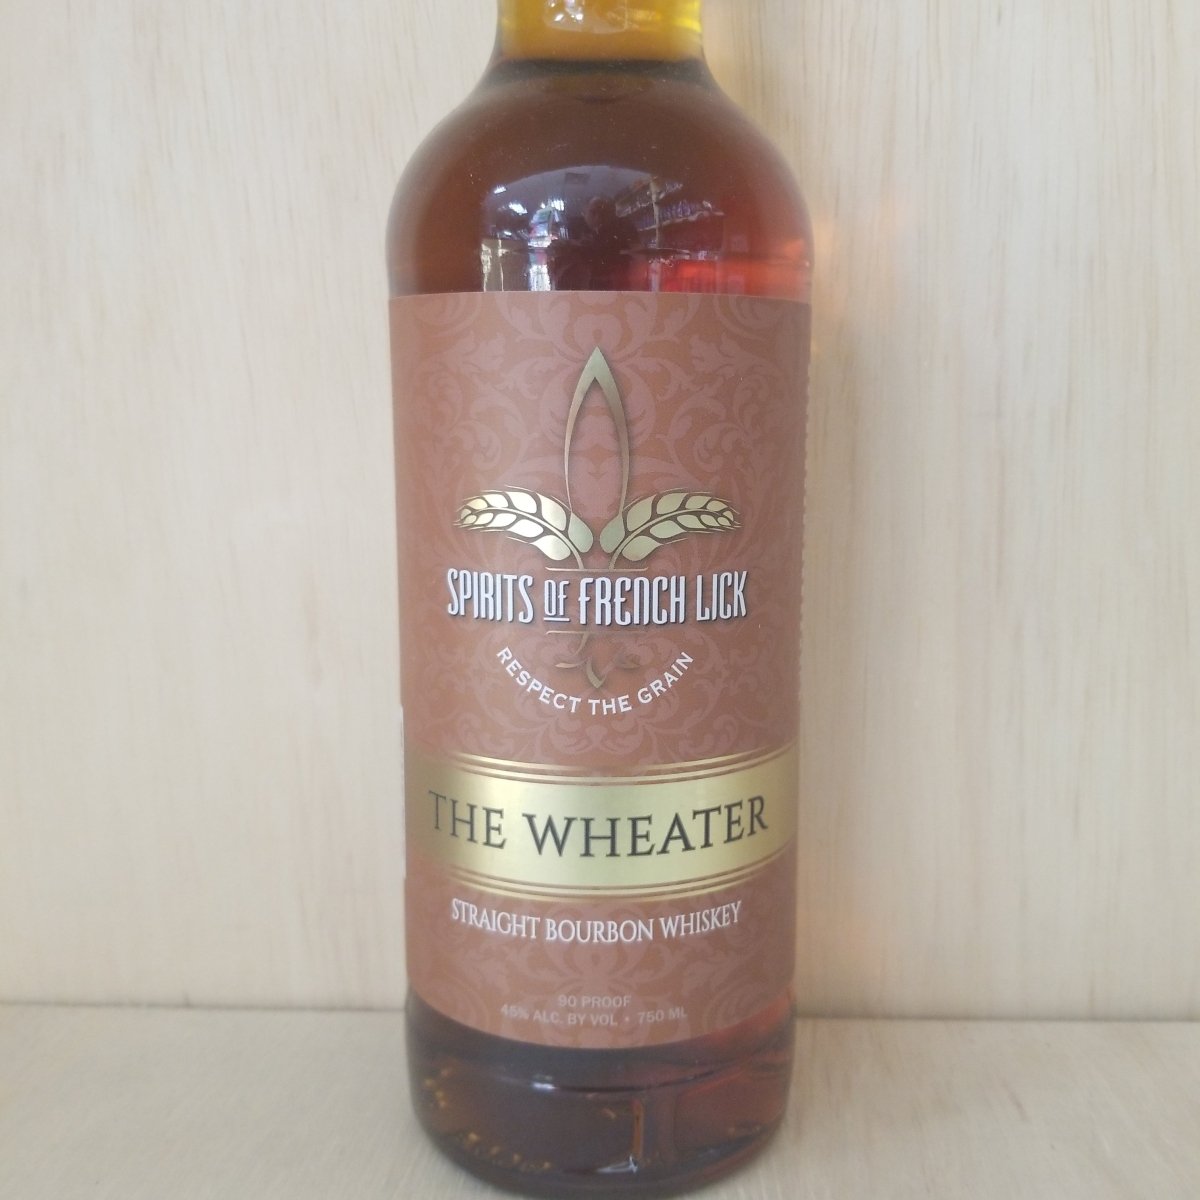 SPIRITS OF FRENCH LICK
RESPECT THE GRAIN
THE WHEATER
STRAIGHT BOURBON WHISKEY
90 PROOF
45% ALC. BY VOL • 750 ML